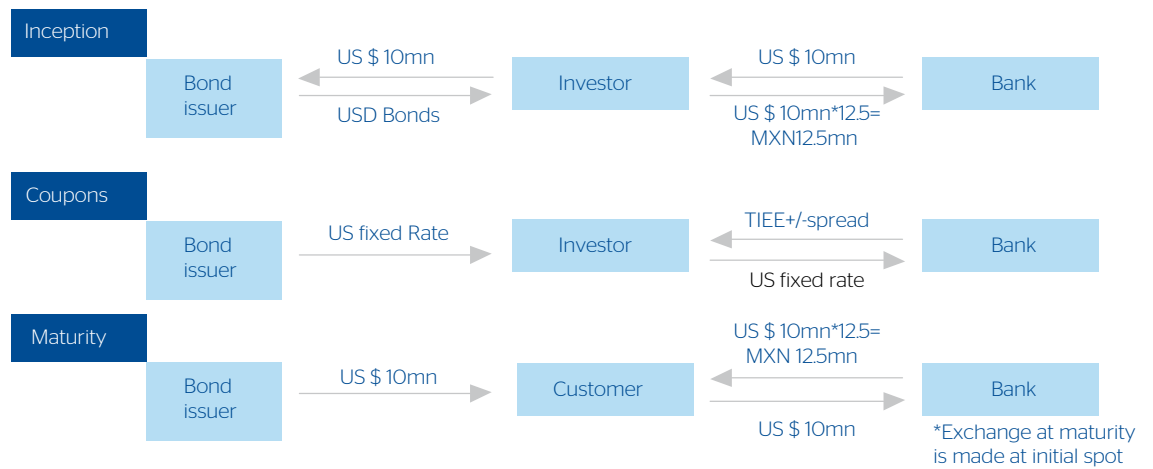 Inception
US $ 10mn
US $ 10mn
Bond
issuer
Investor
Bank
USD Bonds
US $ 10mn*12.5=
MXN12.5mn
Coupons
US fixed Rate
TIEE+/-spread
Bond
issuer
Investor
Bank
US fixed rate
Maturity
US $ 10mn*12.5=
MXN 12.5mn
US $ 10mn
Bond
issuer
Customer
Bank
US $ 10mn
*Exchange at maturity
is made at initial spot